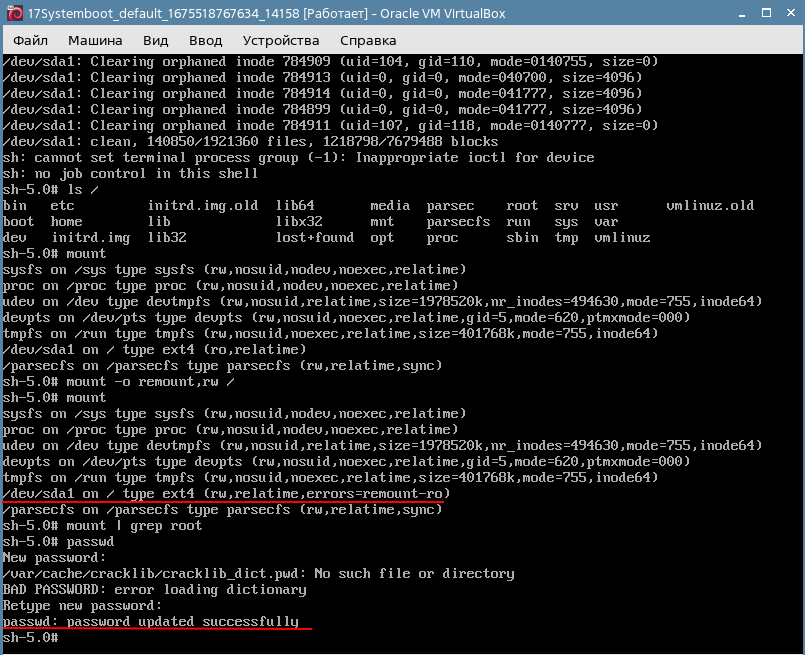 17Systemboot_default_1675518767634_14158 [Работает] - Oracle VM VirtualBox
Файл Машина Вид Ввод Устройства Справка
/dev/sda1: Clearing orphaned inode 784909 (uid=104, gid=110, mode=0140755, size=0)
/dev/sda1: Clearing orphaned inode 784913 (uid=0, gid=0, mode=040700, size=4096)
/dev/sda1: Clearing orphaned inode 784914 (uid=0, gid=0, mode=041777, size=4096)
/dev/sda1: Clearing orphaned inode 784899 (uid=0, gid=0, mode=041777, size=4096)
/dev/sda1: Clearing orphaned inode 784911 (uid=107, gid=118, mode=0140777, size=0)
/dev/sda1: clean, 140850/1921360 files, 1218798/7679488 blocks
sh: cannot set terminal process group (-1): Inappropriate ioctl for device
sh: no job control in this shell
sh-5.0# ls /
bin etc initrd.img.old lib64 media parsec root srv usr vmlinuz.old
boot home lib libx32 mnt parsecfs run sys var
dev initrd.img lib32 lost+found opt proc sbin tmp vmlinuz
sh-5.0# mount
sysfs on /sys type sysfs (rw,nosuid,nodev,noexec,relatime)
proc on /proc type proc (rw,nosuid,nodev,noexec,relatime)
udev on /dev type devtmpfs (rw,nosuid,relatime,size=1978520k,nr_inodes=494630,mode=755,inode64)
devpts on /dev/pts type devpts (rw,nosuid,noexec,relatime,gid=5,mode=620,ptmxmode=000)
tmpfs on /run type tmpfs (rw,nosuid,noexec,relatime,size=401768k,mode=755,inode64)
/dev/sda1 on / type ext4 (ro,relatime)
/parsecfs on /parsecfs type parsecfs (rw,relatime,sync)
sh-5.0# mount -o remount,rw /
sh-5.0# mount
sysfs on /sys type sysfs (rw,nosuid,nodev,noexec,relatime)
proc on /proc type proc (rw,nosuid,nodev,noexec,relatime)
udev on /dev type devtmpfs (rw,nosuid,relatime,size=1978520k,nr_inodes=494630,mode=755,inode64)
devpts on /dev/pts type devpts (rw,nosuid,noexec,relatime,gid=5,mode=620,ptmxmode=000)
tmpfs on /run type tmpfs (rw,nosuid,noexec,relatime,size=401768k,mode=755,inode64)
/dev/sda1 on / type ext4 (rw,relatime,errors=remount-ro)
/parsecfs on /parsecfs type parsecfs (rw,relatime,sync)
sh-5.0# mount | grep root
sh-5.0# passwd
New password:
/var/cache/cracklib/cracklib_dict.pwd: No such file or directory
BAD PASSWORD: error loading dictionary
Retype new password:
passwd: password updated successfully
sh-5.0#